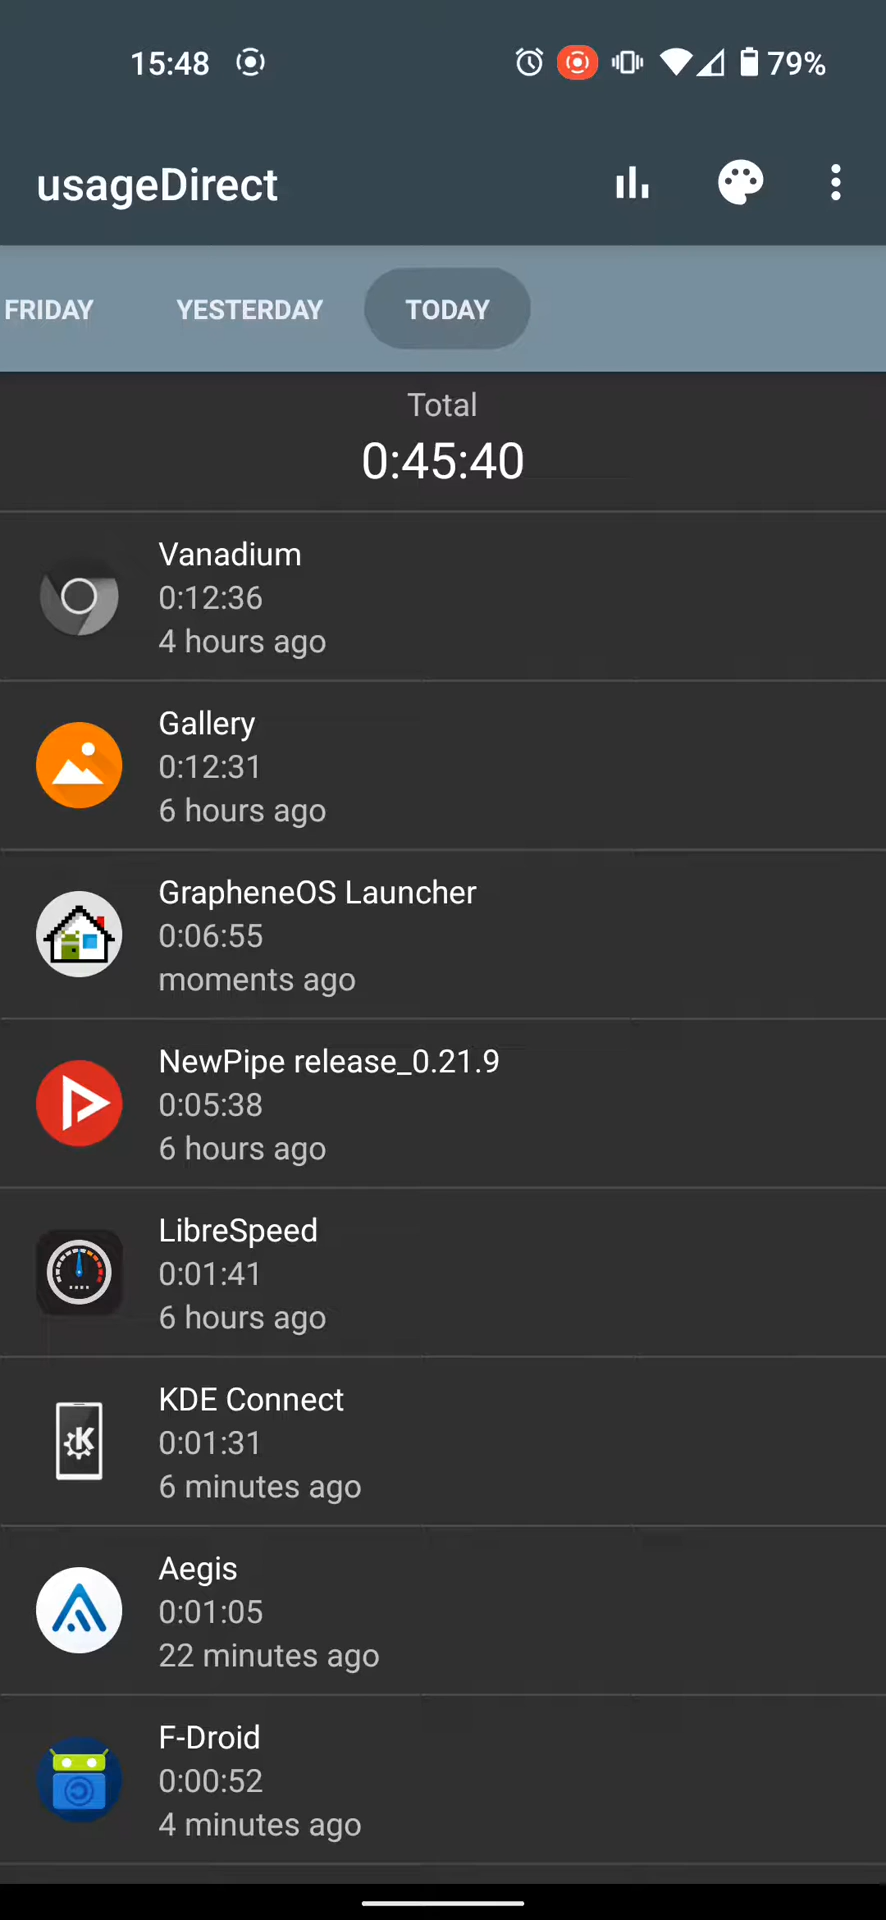 15:48
79%
usageDirect
FRIDAY YESTERDAY TODAY
Total
0:45:40
Vanadium
0:12:36
4 hours ago
Gallery
0:12:31
6 hours ago
GrapheneOS Launcher
0:06:55
moments ago
NewPipe release_0.21.9
0:05:38
6 hours ago
LibreSpeed
0:01:41
6 hours ago
KDE Connect
0:01:31
6 minutes ago
Aegis
0:01:05
22 minutes ago
F-Droid
0:00:52
4 minutes ago